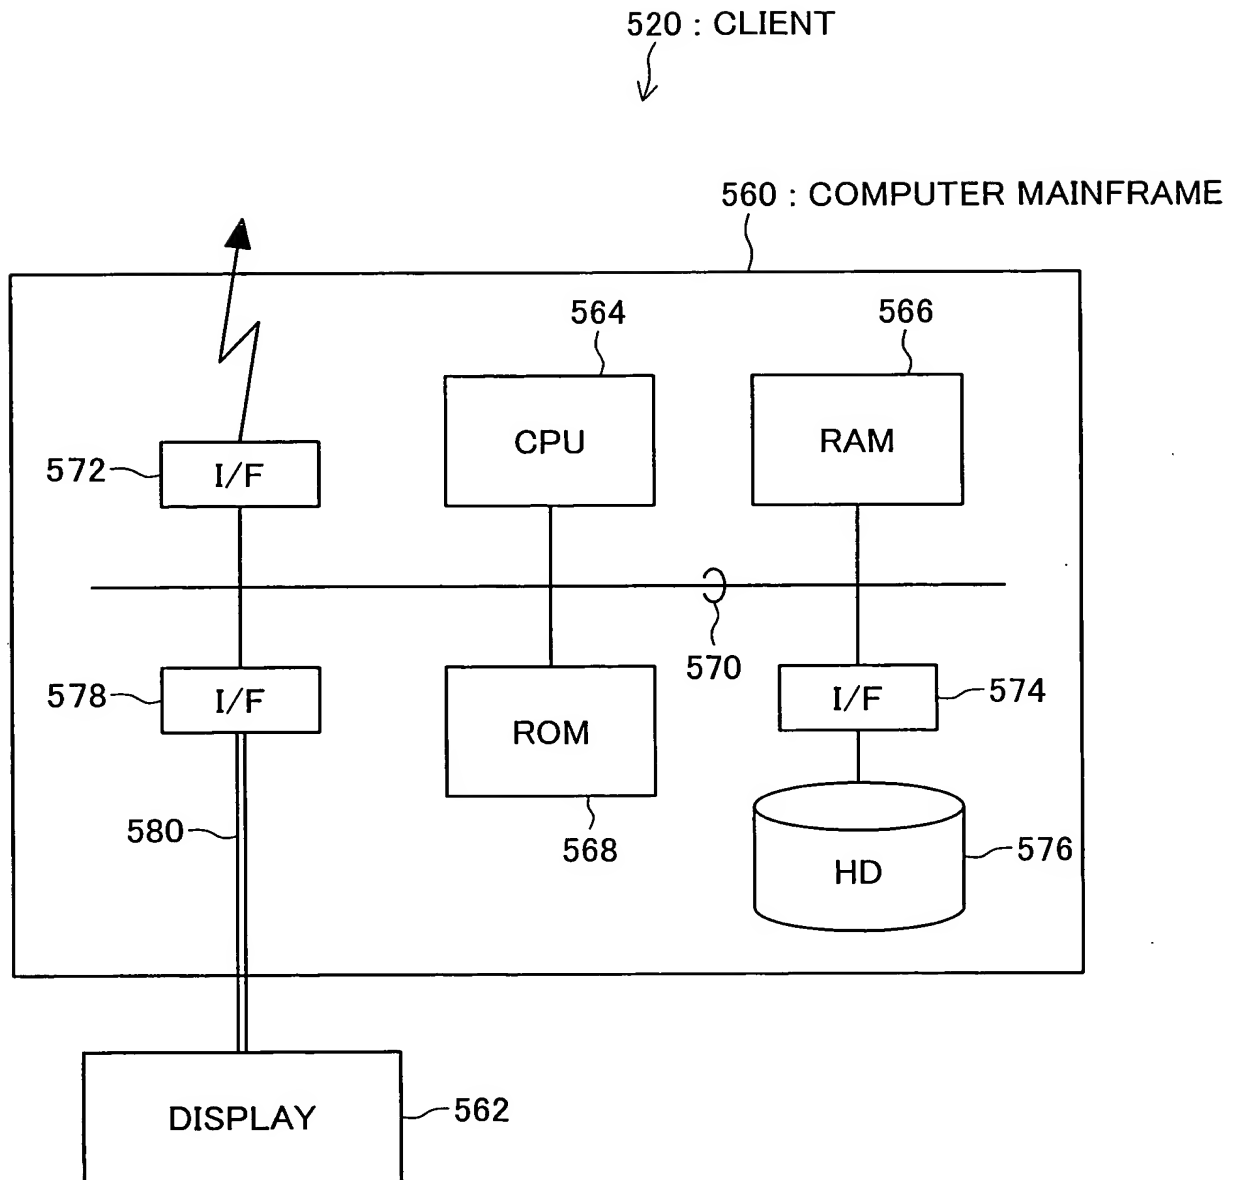 520 : CLIENT
560 : COMPUTER MAINFRAME
564
566
CPU
RAM
572
I/F
570
578
I/F
ROM
I/F
574
580
568
HD
576
DISPLAY
562